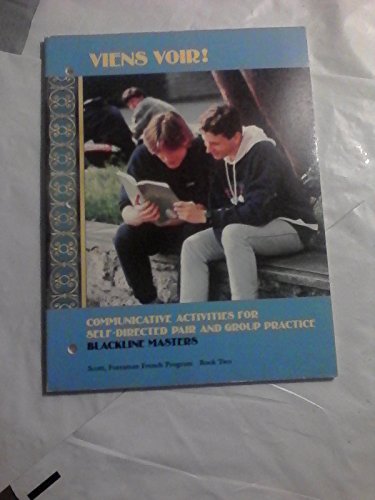 VIENS VOIR!
COMMUNICATIVE ACTIVITIES FOR
SELF-DIRECTED PAIR AND GROUP PRACTICE
BLACKLINE MASTERS
Scott, Foresman French Program Book Two